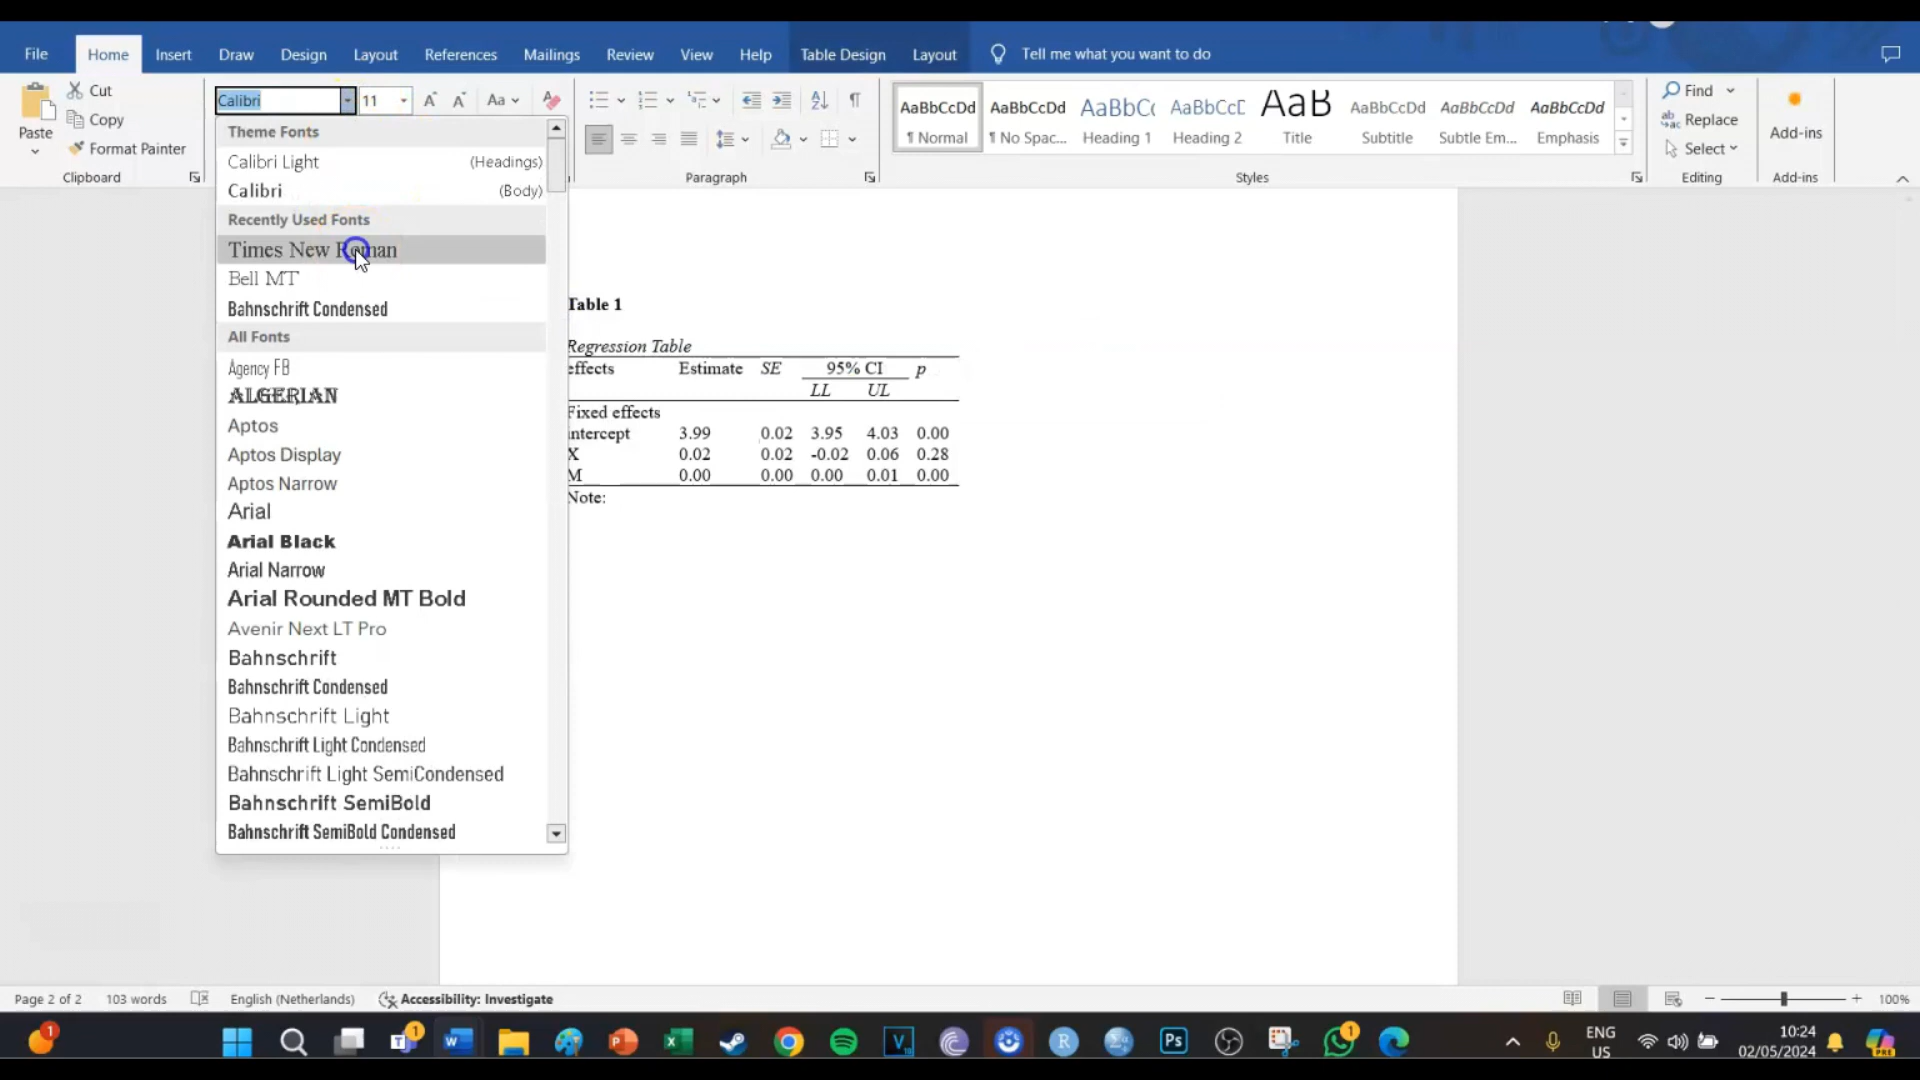 File Home Insert Draw Design Layout References Mailings Review View Help Table Design Layout Tell me what you want to do
Paste
Cut
Copy
Format Painter
Clipboard
Calibri 11 Aa
Paragraph
AaBbCcDd
¶ Normal
AaBbCcDd
¶ No Spac...
AaBbC
Heading 1
AaBbCcD
Heading 2
AaB
Title
AaBbCcDd
Subtitle
AaBbCcDd
Subtle Em...
AaBbCcDd
Emphasis
Styles
Find
Replace
Select
Editing
Add-ins
Add-ins
Theme Fonts
Calibri Light (Headings)
Calibri (Body)
Recently Used Fonts
Times New Roman
Bell MT
Bahnschrift Condensed
All Fonts
Agency FB
ALGERIAN
Aptos
Aptos Display
Aptos Narrow
Arial
Arial Black
Arial Narrow
Arial Rounded MT Bold
Avenir Next LT Pro
Bahnschrift
Bahnschrift Condensed
Bahnschrift Light
Bahnschrift Light Condensed
Bahnschrift Light SemiCondensed
Bahnschrift SemiBold
Bahnschrift SemiBold Condensed
Table 1
Regression Table
effects Estimate SE 95% CI p
LL UL
Fixed effects
intercept 3.99 0.02 3.95 4.03 0.00
X 0.02 0.02 -0.02 0.06 0.28
M 0.00 0.00 0.00 0.01 0.00
Note:
Page 2 of 2 103 words English (Netherlands) Accessibility: Investigate 100%
ENG
US
10:24
02/05/2024